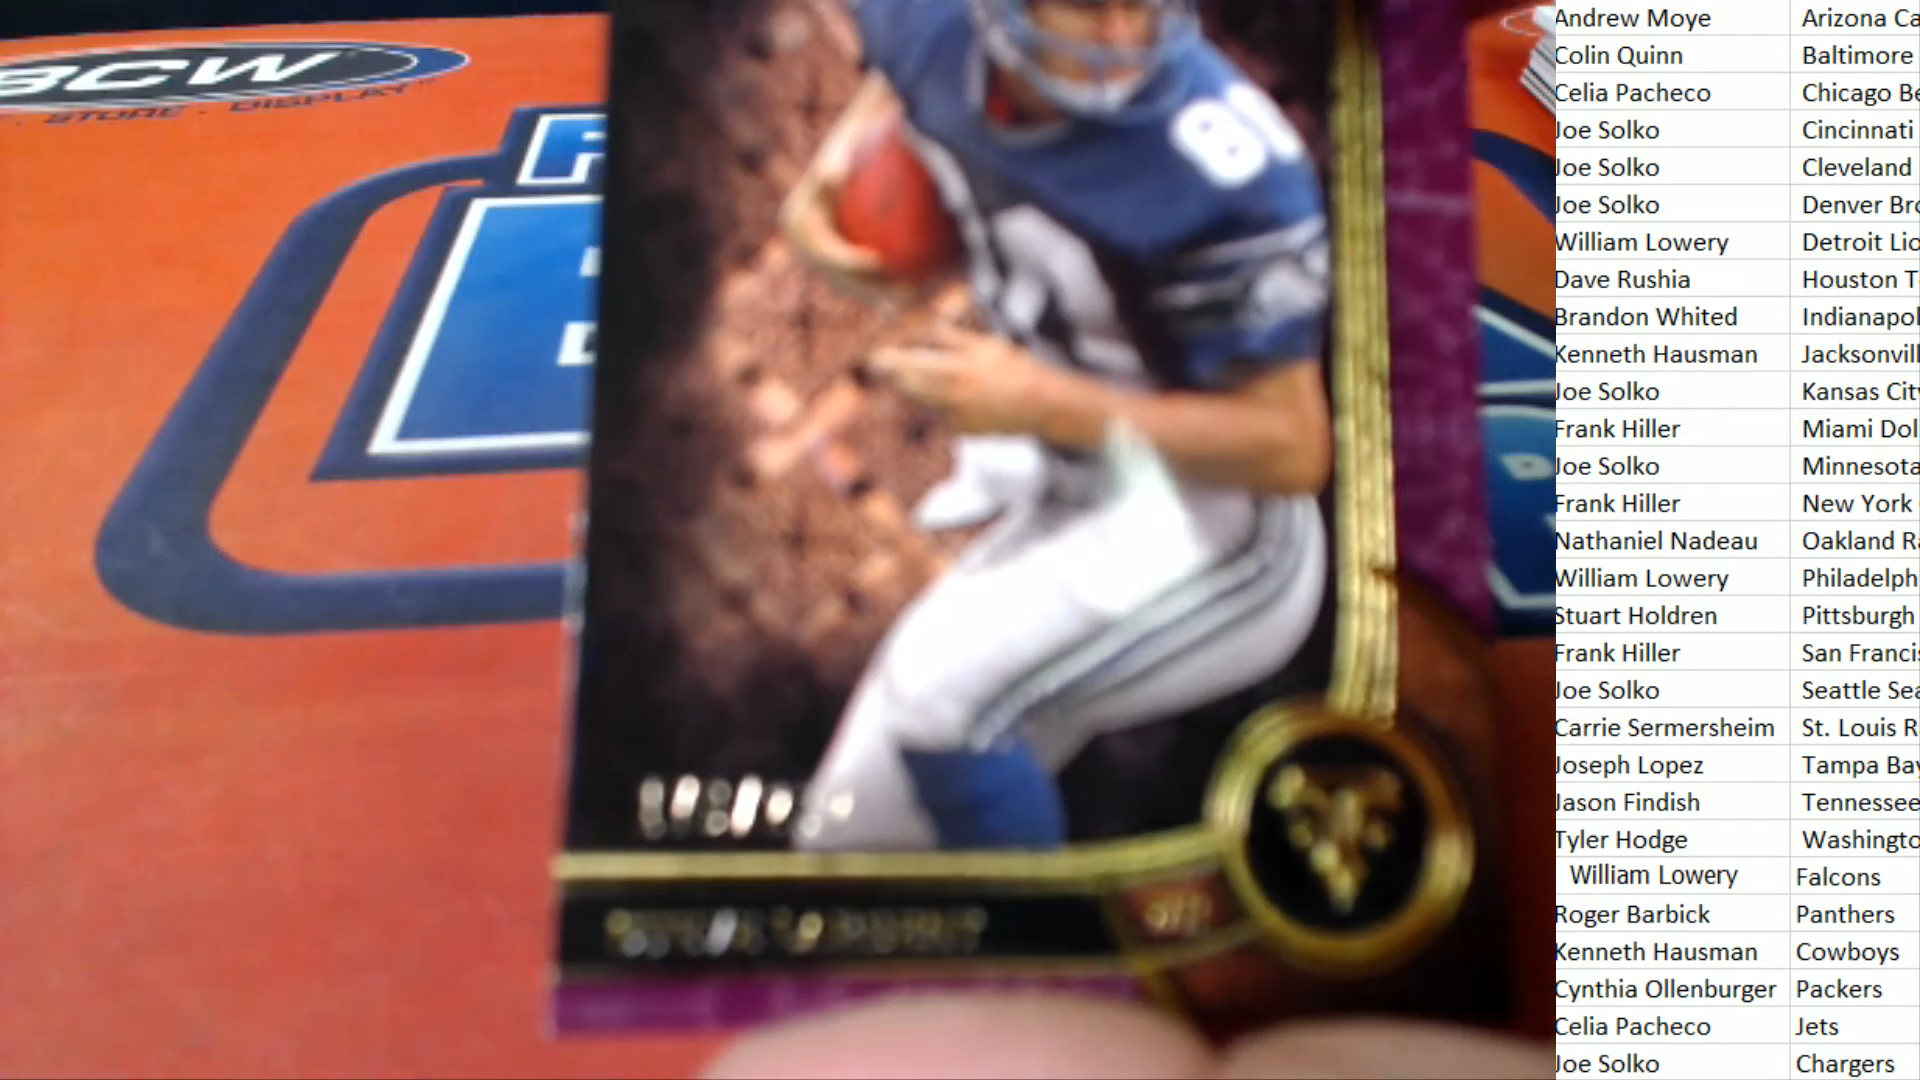 BCW
STORE · DISPLAY
80
Andrew Moye Arizona Ca
Colin Quinn Baltimore
Celia Pacheco Chicago Be
Joe Solko Cincinnati
Joe Solko Cleveland
Joe Solko Denver Bro
William Lowery Detroit Lio
Dave Rushia Houston T
Brandon Whited Indianapol
Kenneth Hausman Jacksonvill
Joe Solko Kansas City
Frank Hiller Miami Dol
Joe Solko Minnesota
Frank Hiller New York
Nathaniel Nadeau Oakland Ra
William Lowery Philadelph
Stuart Holdren Pittsburgh
Frank Hiller San Francis
Joe Solko Seattle Sea
Carrie Sermersheim St. Louis R
Joseph Lopez Tampa Bay
Jason Findish Tennessee
Tyler Hodge Washingto
William Lowery Falcons
Roger Barbick Panthers
Kenneth Hausman Cowboys
Cynthia Ollenburger Packers
Celia Pacheco Jets
Joe Solko Chargers